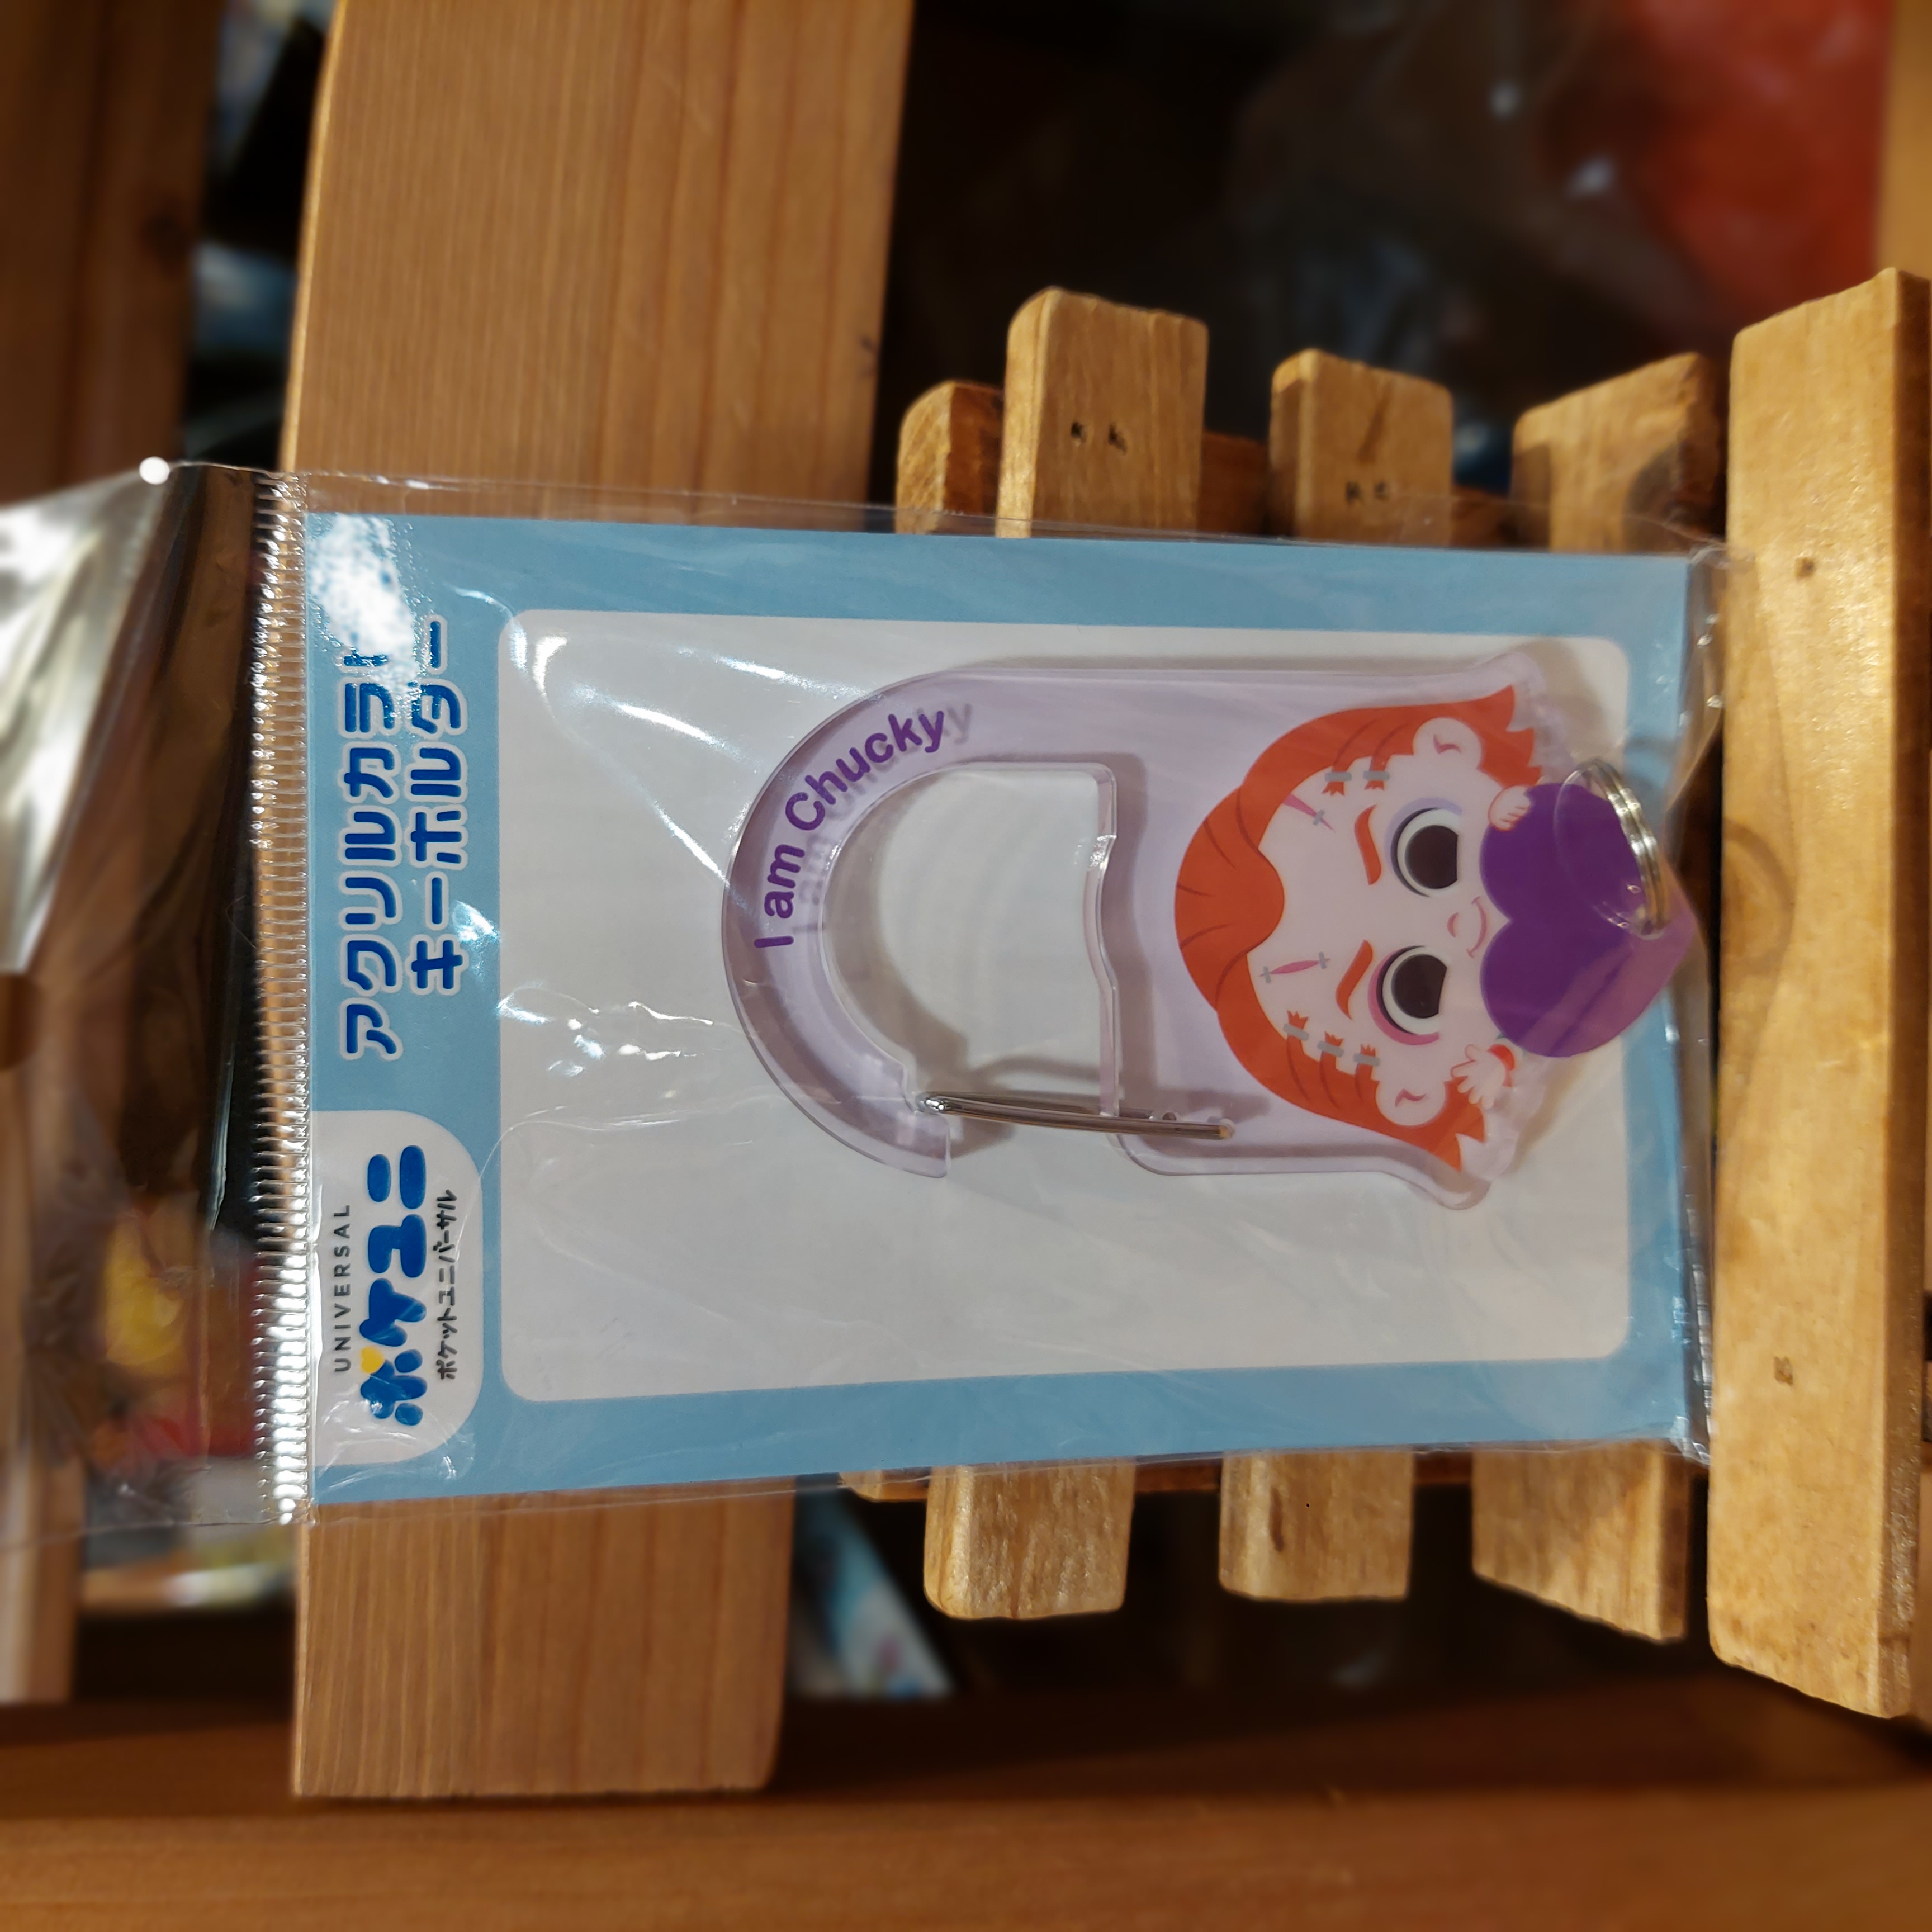 UNIVERSAL
ポケユニ
ポケットユニバーサル
アクリルカラビ
キーホルダー
I am Chucky